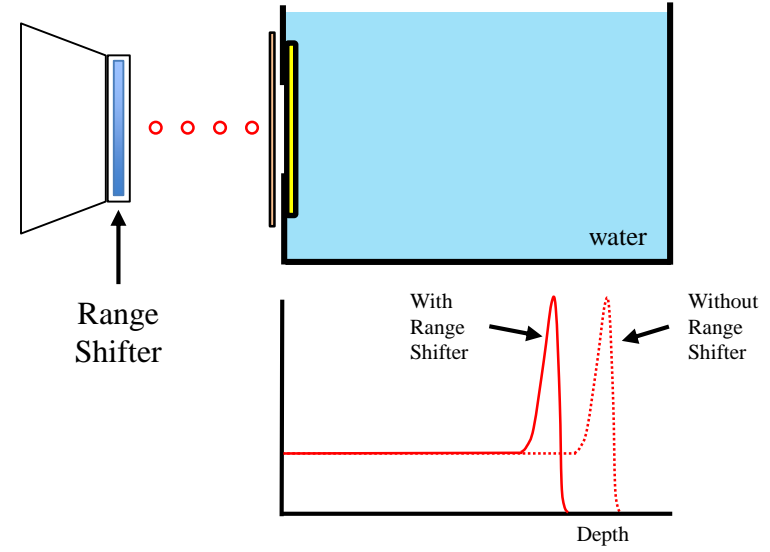 water
Range
Shifter
With
Range
Shifter
Without
Range
Shifter
Depth